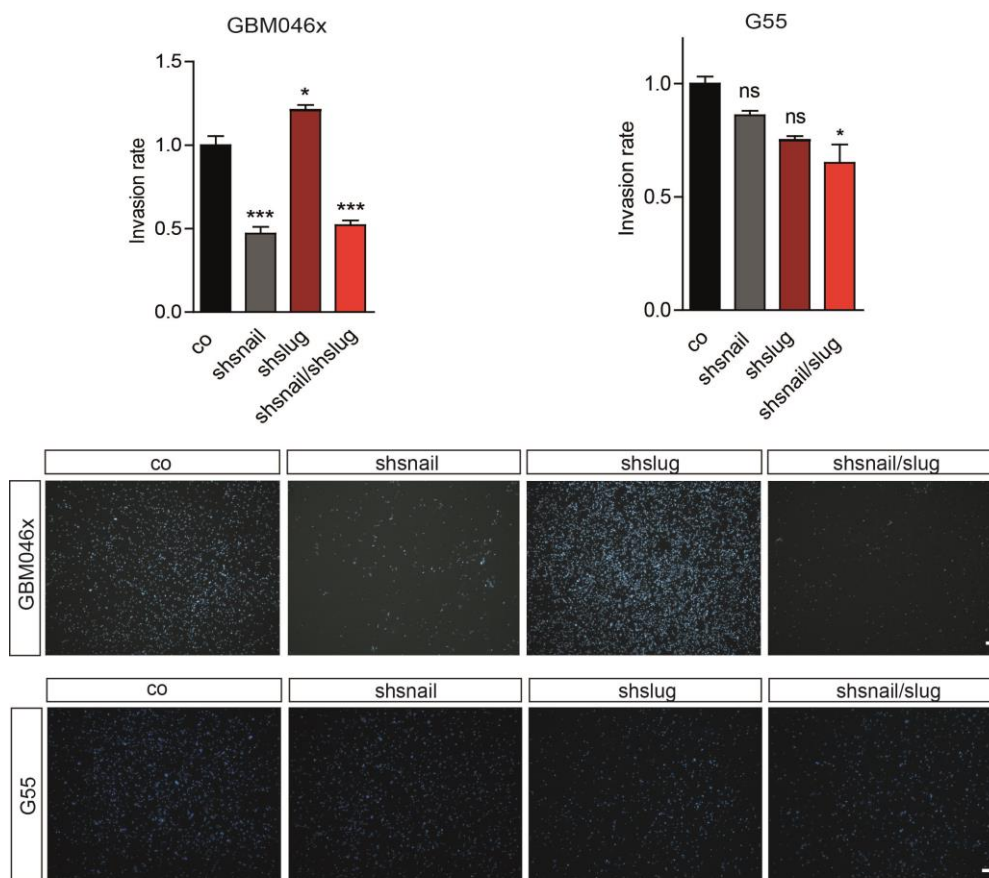 GBM046x
Invasion rate
1.5
1.0
0.5
0.0
***
*
***
co
shsnail
shslug
shsnail/shslug
G55
Invasion rate
1.0
0.5
0.0
ns
ns
*
co
shsnail
shslug
shsnail/slug
co
shsnail
shslug
shsnail/slug
GBM046x
co
shsnail
shslug
shsnail/slug
G55